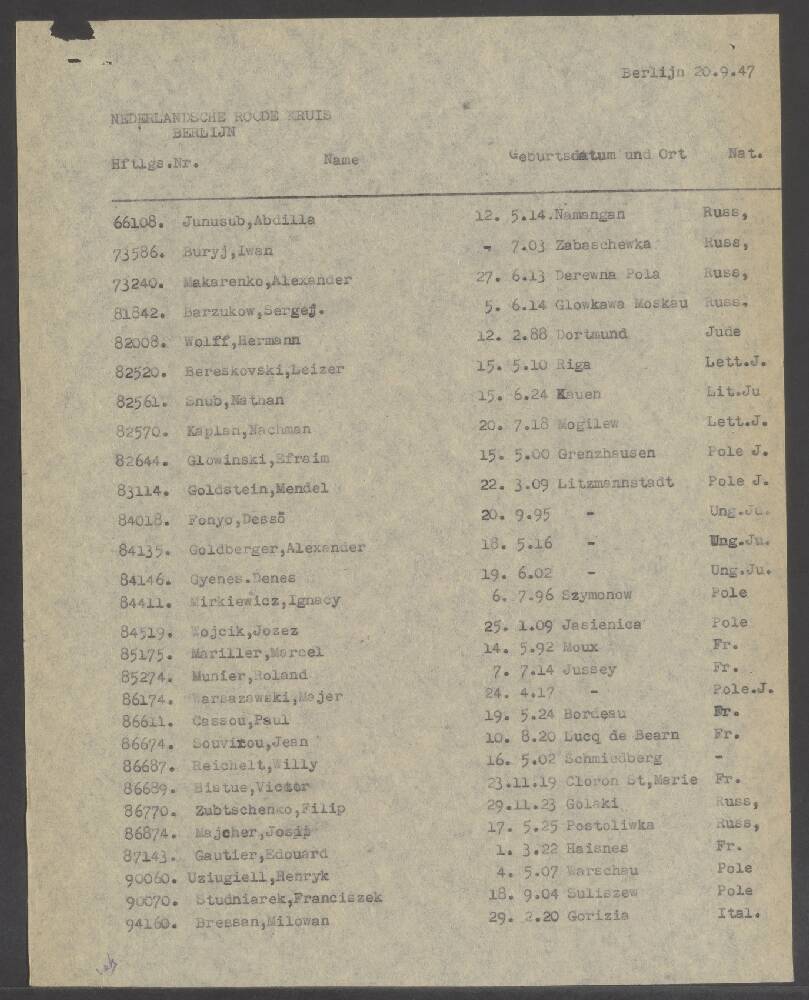 Berlijn 20.9.47
NEDERLANDSCHE ROODE KRUIS
BERLIJN
Hftlgs.Nr. Name Geburtsdatum und Ort Nat.
66108. Junusub,Abdilla 12. 5.14.Namangan Russ,
73586. Buryj,Iwan - 7.03 Zabaschewka Russ,
73240. Makarenko,Alexander 27. 6.13 Derewna Pola Russ,
81842. Barzukow,Sergej. 5. 6.14 Glowkawa Moskau Russ.
82008. Wolff,Hermann 12. 2.88 Dortmund Jude
82520. Bereskovski,Leizer 15. 5.10 Riga Lett.J.
82561. Snub,Nathan 15. 6.24 Kauen Lit.Ju
82570. Kaplan,Nachman 20. 7.18 Mogilew Lett.J.
82644. Glowinski,Efraim 15. 5.00 Grenzhausen Pole J.
83114. Goldstein,Mendel 22. 3.09 Litzmannstadt Pole J.
84018. Fonyo,Dessö 20. 9.95 - Ung.Ju.
84135. Goldberger,Alexander 18. 5.16 - Ung.Ju.
84146. Gyenes.Denes 19. 6.02 - Ung.Ju.
84411. Mirkiewicz,Ignacy 6. 7.96 Szymonow Pole
84519. Wojcik,Jozez 25. 1.09 Jasienica Pole
85175. Mariller,Marcel 14. 5.92 Moux Fr.
85274. Munier,Roland 7. 7.14 Jussey Fr.
86174. Warsazawski,Majer 24. 4.17 - Pole.J.
86611. Cassou,Paul 19. 5.24 Bordeau Fr.
86674. Souvirou,Jean 10. 8.20 Lucq de Bearn Fr.
86687. Reichelt,Willy 16. 5.02 Schmiedberg -
86689. Bistue,Victor 23.11.19 Cloron St,Marie Fr.
86770. Zubtschenko,Filip 29.11.23 Golaki Russ,
86874. Majcher,Josip 17. 5.25 Postoliwka Russ,
87143. Gautier,Edouard 1. 3.22 Haisnes Fr.
90060. Uziugiell,Henryk 4. 5.07 Warschau Pole
90070. Studniarek,Franciszek 18. 9.04 Suliszew Pole
94160. Bressan,Milowan 29. 2.20 Gorizia Ital.